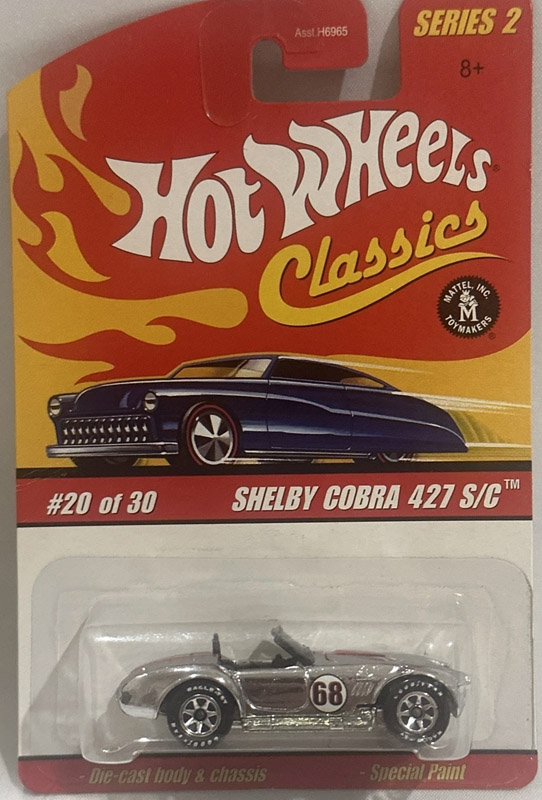 Asst.H6965
SERIES 2
8+
HOT WHEELS®
Classics
MATTEL, INC.
M
TOYMAKERS
®
#20 of 30
SHELBY COBRA 427 S/C™
68
- Die-cast body & chassis
- Special Paint